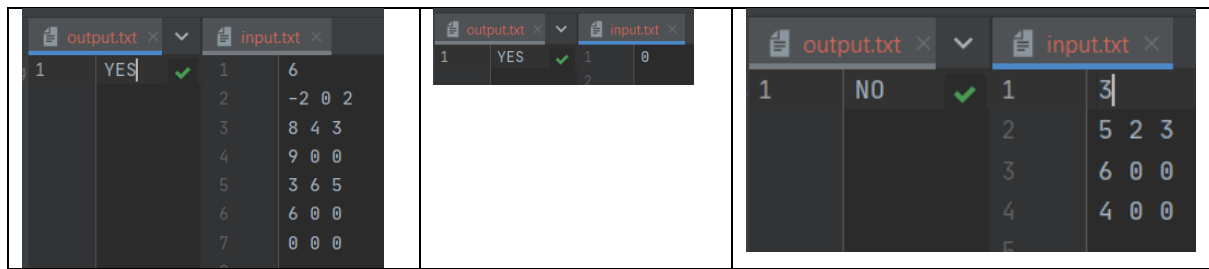 output.txt × input.txt ×
1 YES 1 6
2 -2 0 2
3 8 4 3
4 9 0 0
5 3 6 5
6 6 0 0
7 0 0 0
output.txt × input.txt ×
1 YES 1 0
2
output.txt × input.txt ×
1 NO 1 3
2 5 2 3
3 6 0 0
4 4 0 0
5